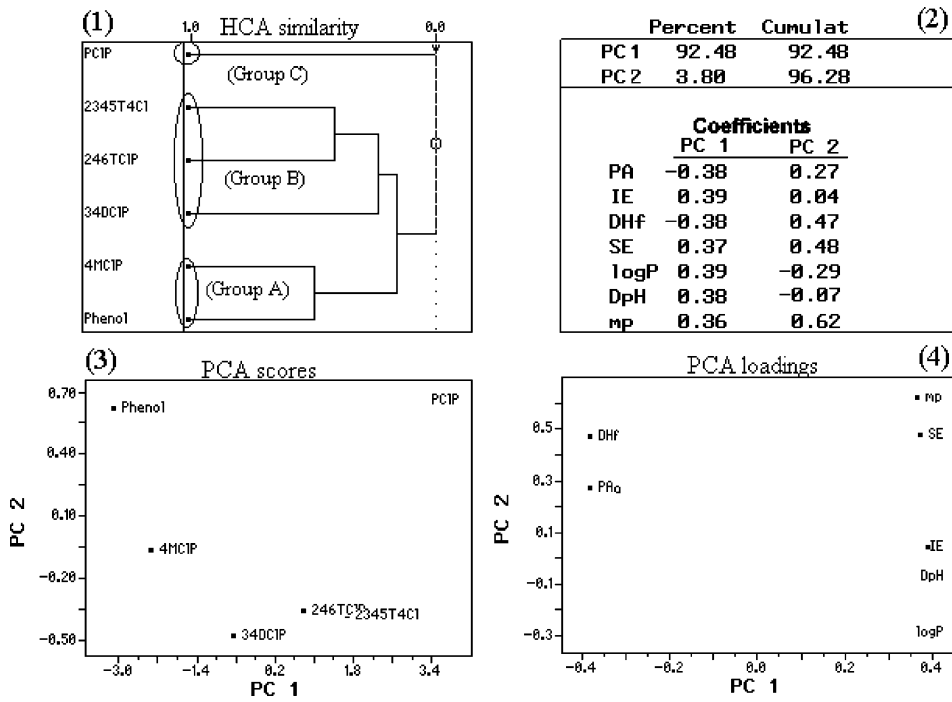 (1) HCA similarity
1.0 0.0
PC1P
(Group C)
2345T4Cl
246TC1P
(Group B)
34DC1P
4MC1P
(Group A)
Phenol
(2)
Percent Cumulat
PC1 92.48 92.48
PC2 3.80 96.28
Coefficients
PC 1 PC 2
PA -0.38 0.27
IE 0.39 0.04
DHf -0.38 0.47
SE 0.37 0.48
logP 0.39 -0.29
DpH 0.38 -0.07
mp 0.36 0.62
(3) PCA scores
0.70
0.40
0.10
-0.20
-0.50
PC 2
Phenol
PC1P
4MC1P
246TC1P
2345T4Cl
34DC1P
-3.0 -1.4 0.2 1.8 3.4
PC 1
PCA loadings (4)
0.5
0.3
0.1
-0.1
-0.3
PC 2
mp
DHf
SE
PA
IE
DpH
logP
-0.4 -0.2 0.0 0.2 0.4
PC 1